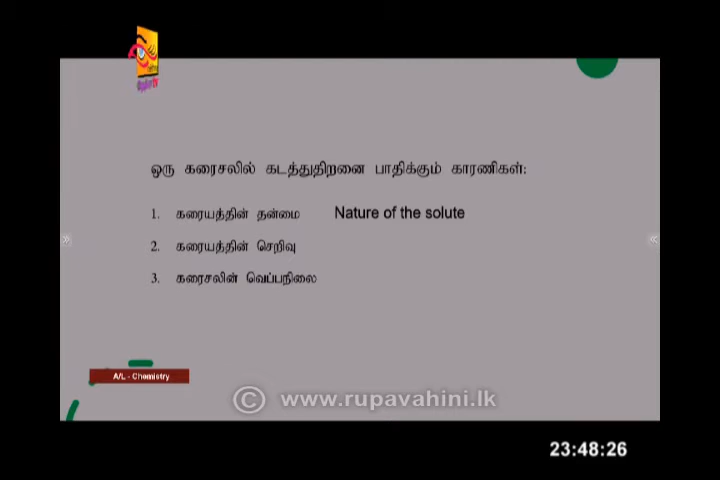 ஒரு கரைசலில் கடத்துதிறனை பாதிக்கும் காரணிகள்:
1. கரையத்தின் தன்மை Nature of the solute
2. கரையத்தின் செறிவு
3. கரைசலின் வெப்பநிலை
A/L - Chemistry
© www.rupavahini.lk
23:48:26